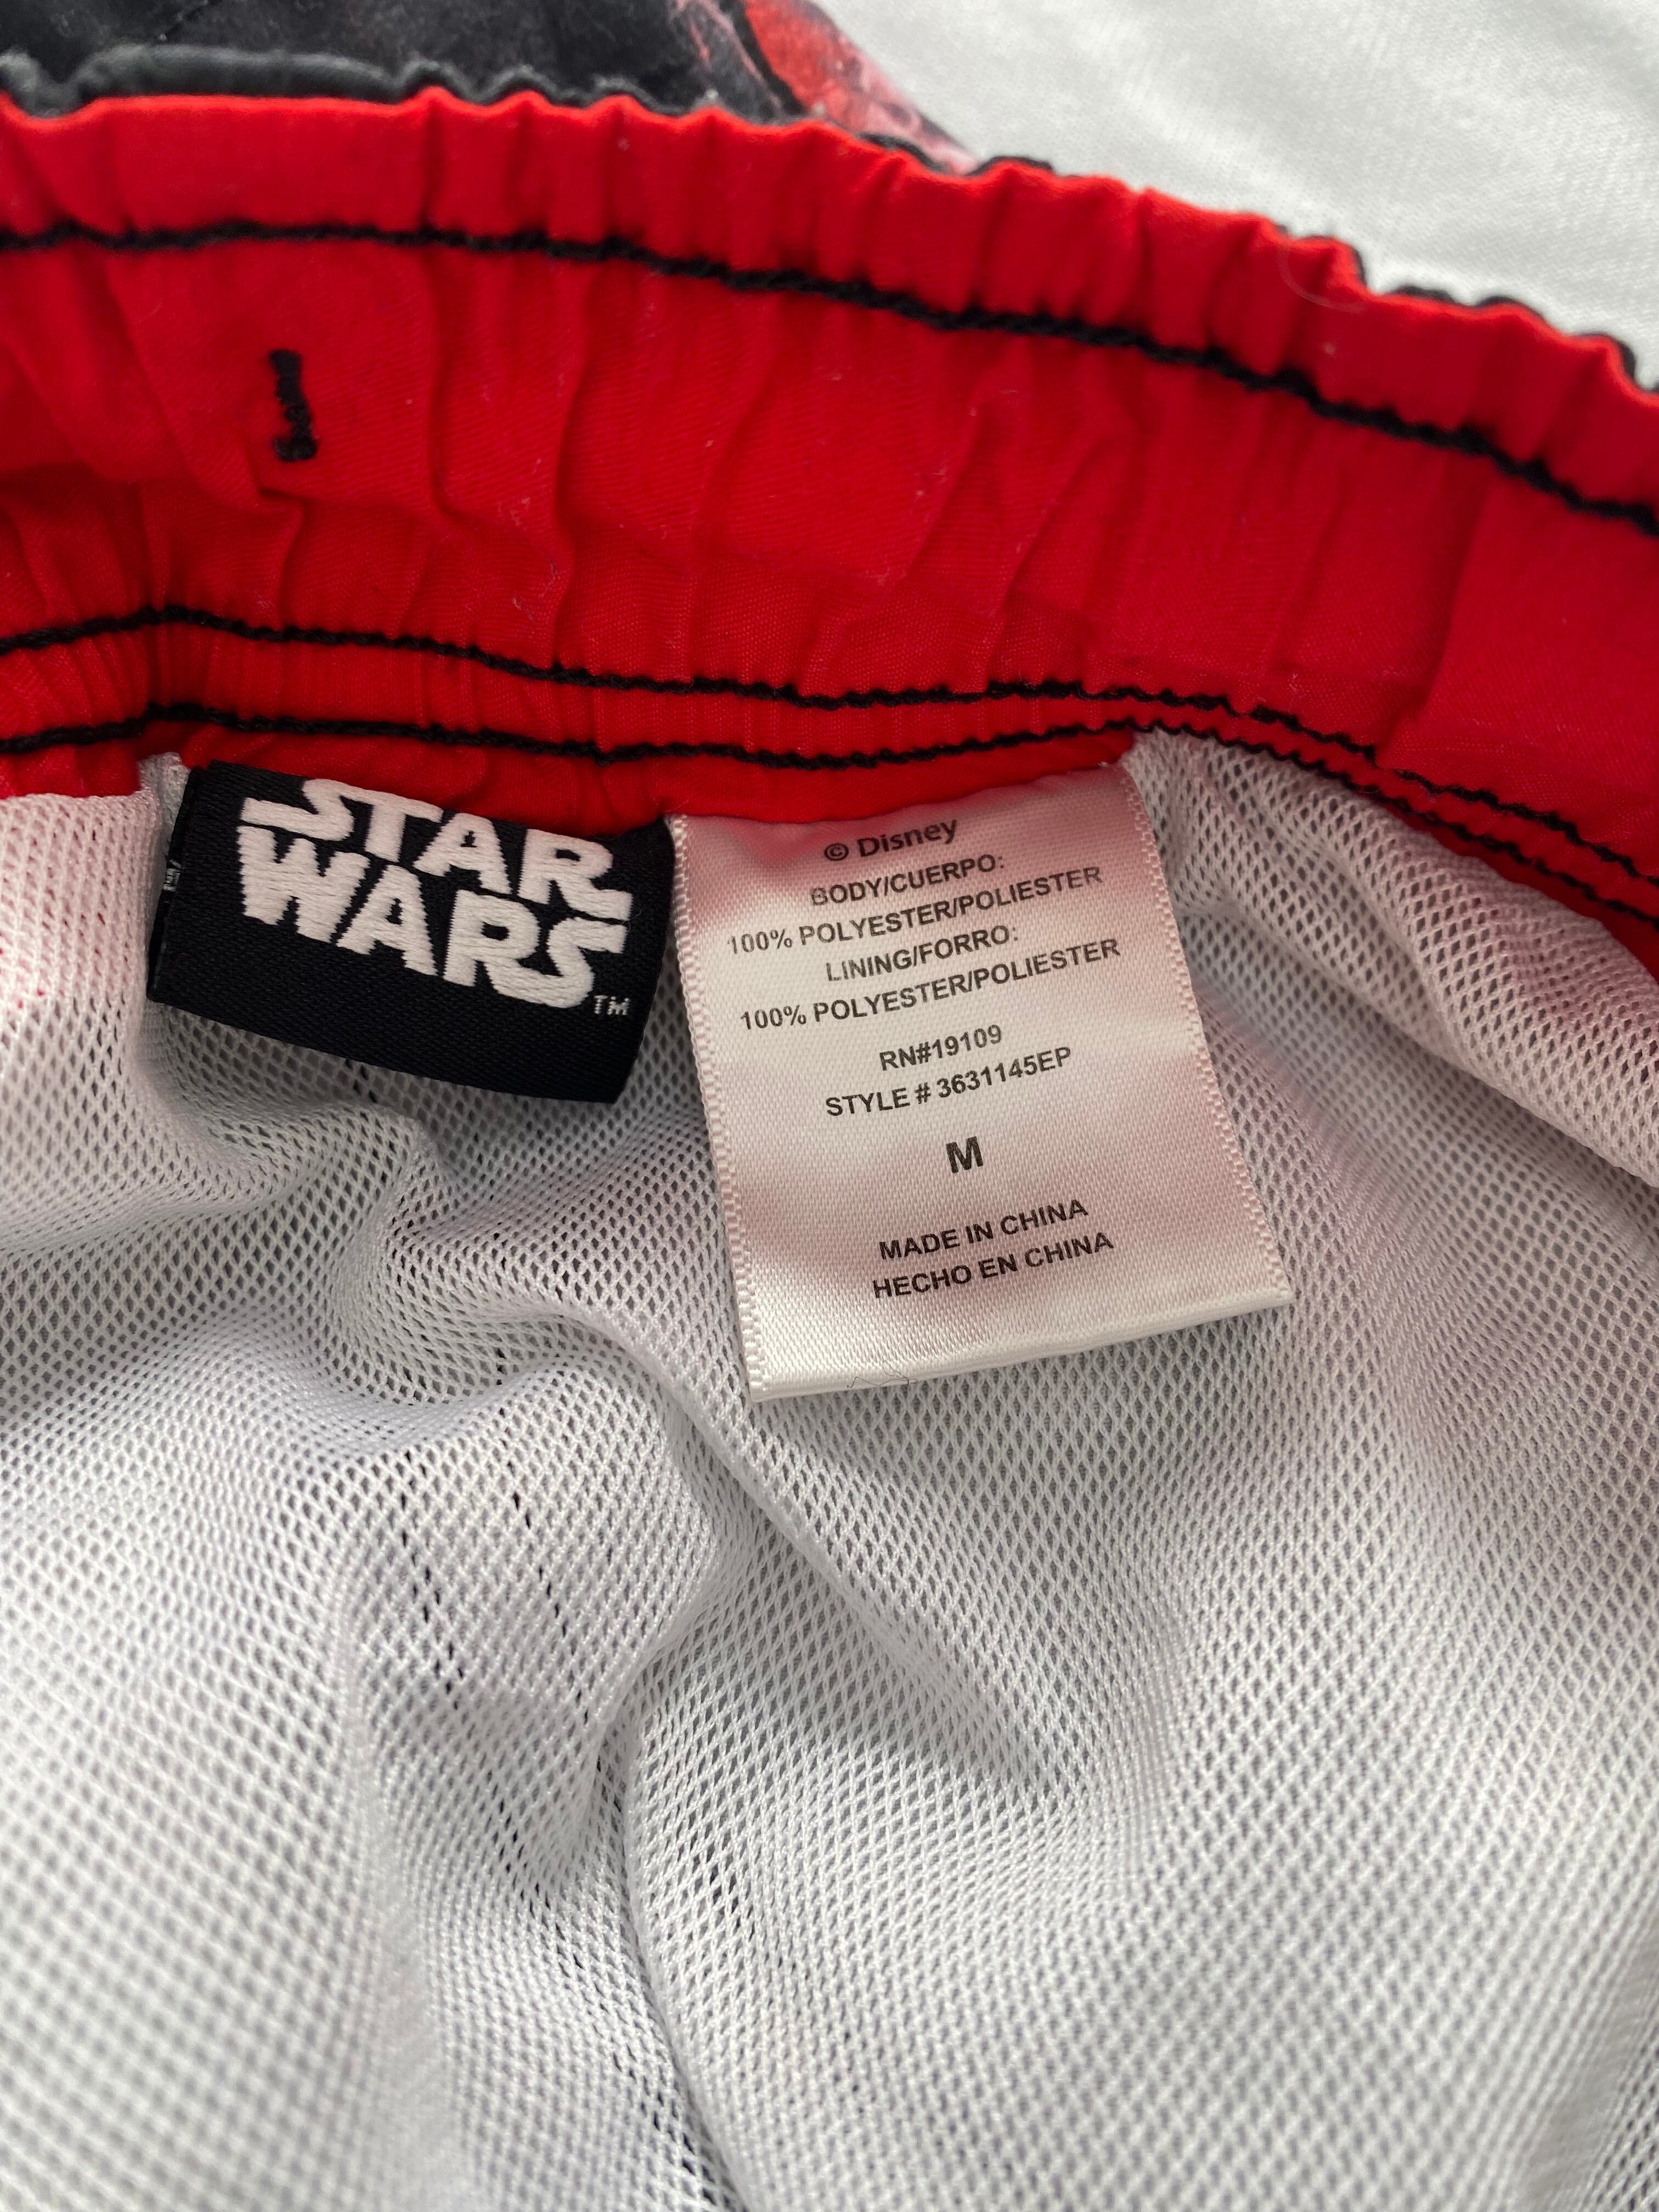 STAR
WARS
TM
© Disney
BODY/CUERPO:
100% POLYESTER/POLIESTER
LINING/FORRO:
100% POLYESTER/POLIESTER
RN#19109
STYLE # 3631145EP
M
MADE IN CHINA
HECHO EN CHINA